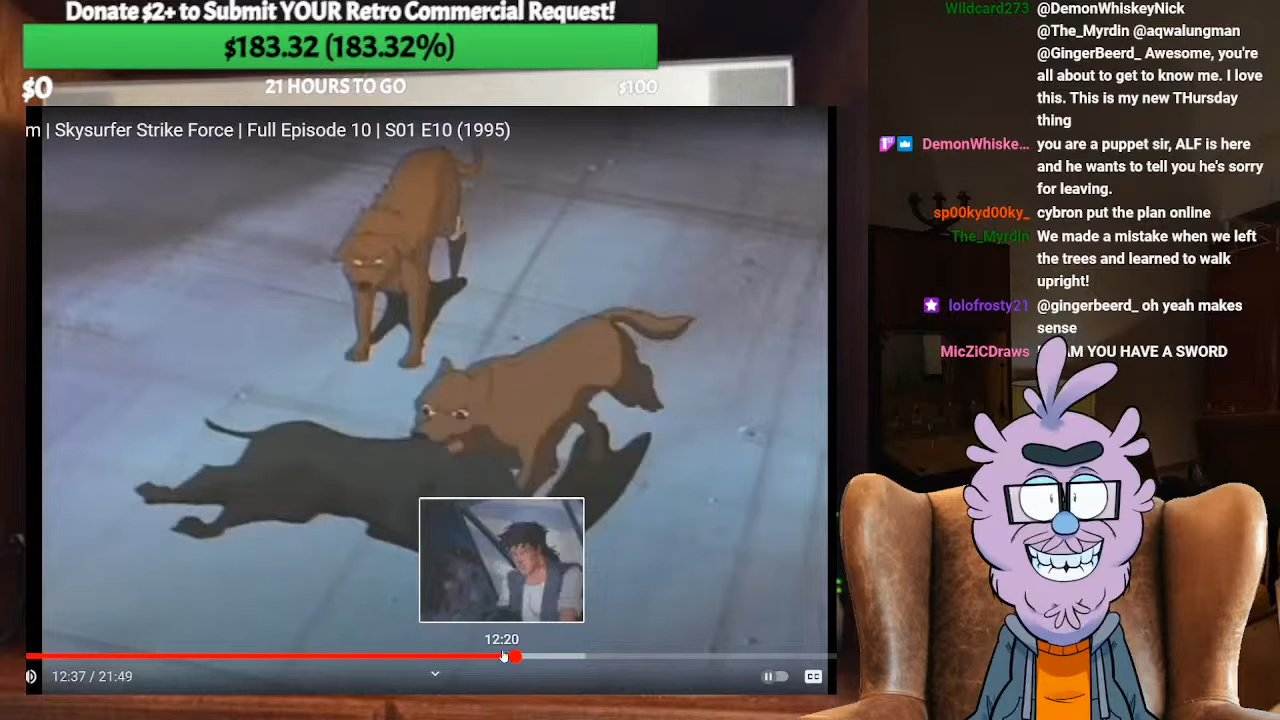 Donate $2+ to Submit YOUR Retro Commercial Request!
$183.32 (183.32%)
$0
21 HOURS TO GO
$100
m | Skysurfer Strike Force | Full Episode 10 | S01 E10 (1995)
12:20
12:37 / 21:49
CC
Wildcard273 @DemonWhiskeyNick
@The_Myrdin @aqwalungman
@GingerBeerd_ Awesome, you're
all about to get to know me. I love
this. This is my new THursday
thing
DemonWhiske... you are a puppet sir, ALF is here
and he wants to tell you he's sorry
for leaving.
sp00kyd00ky_ cybron put the plan online
The_Myrdin We made a mistake when we left
the trees and learned to walk
upright!
lolofrosty21 @gingerbeerd_ oh yeah makes
sense
MicZiCDraws YOU HAVE A SWORD